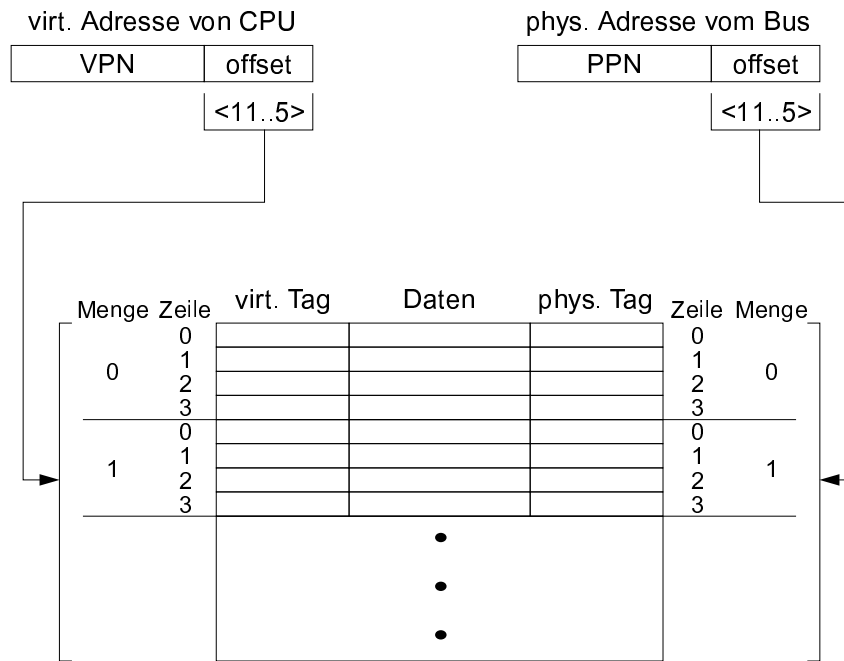 virt. Adresse von CPU
phys. Adresse vom Bus
VPN offset
PPN offset
<11..5>
<11..5>
Menge Zeile virt. Tag Daten phys. Tag Zeile Menge
0 0
1 1
0 2 2 0
3 3
0 0
1 1
1 2 2 1
3 3